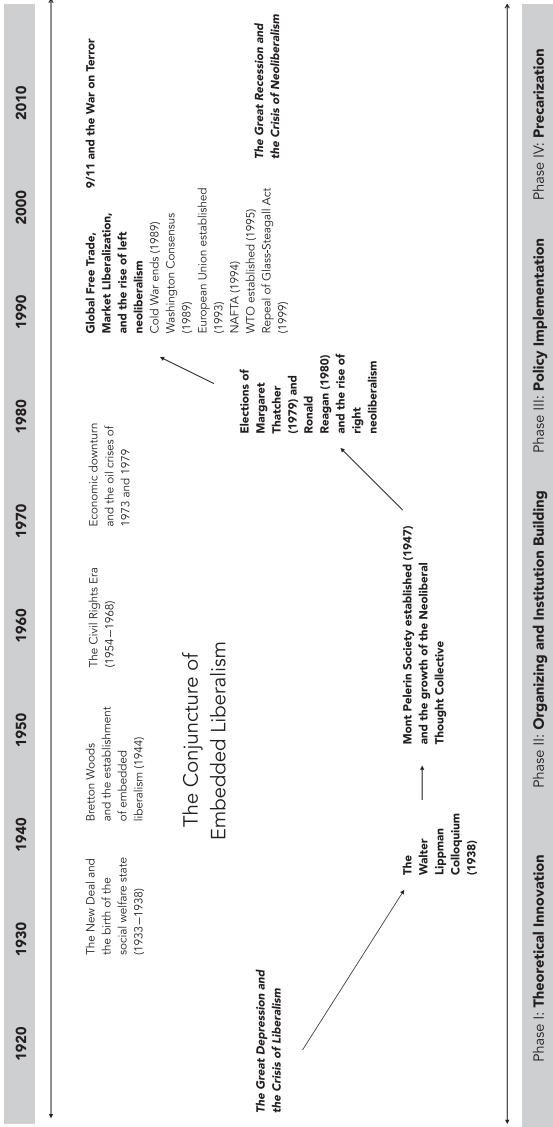 1920 1930 1940 1950 1960 1970 1980 1990 2000 2010
The New Deal and
the birth of the
social welfare state
(1933–1938)
Bretton Woods
and the establishment
of embedded
liberalism (1944)
The Civil Rights Era
(1954–1968)
Economic downturn
and the oil crises of
1973 and 1979
Global Free Trade,
Market LIberalization,
and the rise of left
neoliberalism
Cold War ends (1989)
Washington Consensus
(1989)
European Union established
(1993)
NAFTA (1994)
WTO established (1995)
Repeal of Glass-Steagall Act
(1999)
9/11 and the War on Terror
The Conjuncture of
Embedded Liberalism
The Great Depression and
the Crisis of Liberalism
Elections of
Margaret
Thatcher
(1979) and
Ronald
Reagan (1980)
and the rise of
right
neoliberalism
The Great Recession and
the Crisis of Neoliberalism
The
Walter
Lippman
Colloquium
(1938)
Mont Pelerin Society established (1947)
and the growth of the Neoliberal
Thought Collective
Phase I: Theoretical Innovation
Phase II: Organizing and Institution Building
Phase III: Policy Implementation
Phase IV: Precarization